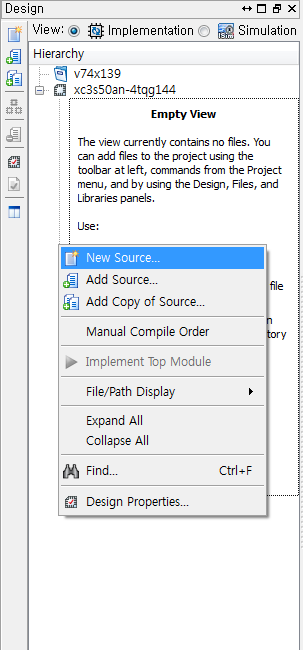 Design
View: Implementation Simulation
Hierarchy
v74x139
xc3s50an-4tqg144
Empty View
The view currently contains no files. You
can add files to the project using the
toolbar at left, commands from the Project
menu, and by using the Design, Files, and
Libraries panels.
Use:
New Source...
Add Source...
file
Add Copy of Source...
Manual Compile Order
tory
Implement Top Module
File/Path Display
Expand All
Collapse All
Find... Ctrl+F
Design Properties...